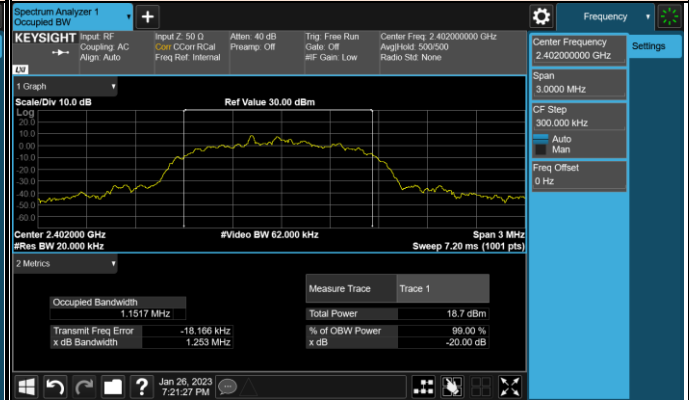 Spectrum Analyzer 1
Occupied BW
+
Frequency
KEYSIGHT
Input: RF
Coupling: AC
Align: Auto
Input Z: 50 Ω
Corr CCorr RCal
Freq Ref: Internal
Atten: 40 dB
Preamp: Off
Trig: Free Run
Gate: Off
#IF Gain: Low
Center Freq: 2.402000000 GHz
Avg|Hold: 500/500
Radio Std: None
LXI
Center Frequency
2.402000000 GHz
Settings
Span
3.0000 MHz
CF Step
300.000 kHz
Auto
Man
Freq Offset
0 Hz
1 Graph
Scale/Div 10.0 dB
Ref Value 30.00 dBm
Log
20.0
10.0
0.00
-10.0
-20.0
-30.0
-40.0
-50.0
-60.0
Center 2.402000 GHz
#Video BW 62.000 kHz
Span 3 MHz
#Res BW 20.000 kHz
Sweep 7.20 ms (1001 pts)
2 Metrics
Measure Trace
Trace 1
Occupied Bandwidth
1.1517 MHz
Total Power
18.7 dBm
Transmit Freq Error
-18.166 kHz
% of OBW Power
99.00 %
x dB Bandwidth
1.253 MHz
x dB
-20.00 dB
?
Jan 26, 2023
7:21:27 PM